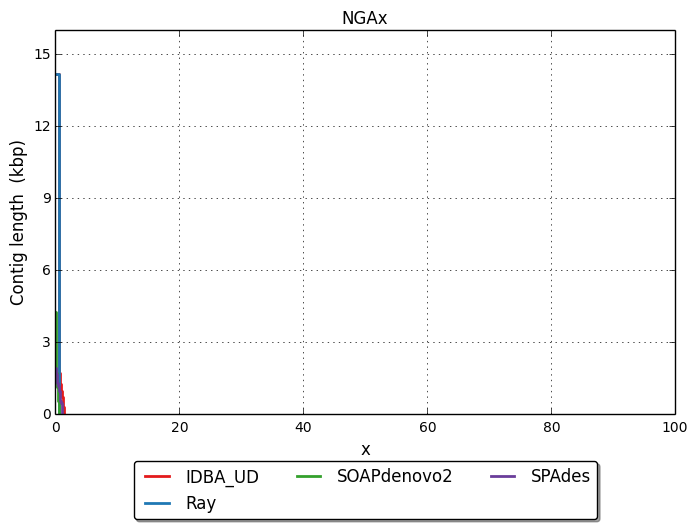 NGAx
15
12
9
6
3
0
Contig length (kbp)
0 20 40 60 80 100
x
IDBA_UD SOAPdenovo2 SPAdes
Ray